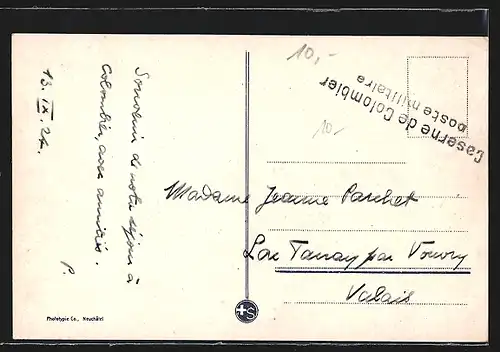 Souvenir de notre séjour à
Colombier, avec amitiés.
P.
13. IX. 24.
10,-
10.-
Caserne de Colombier
poste militaire
Madame Jeanne Parchet
Lac Tanay par Vouvry
Valais
Phototypie Co., Neuchâtel
+S